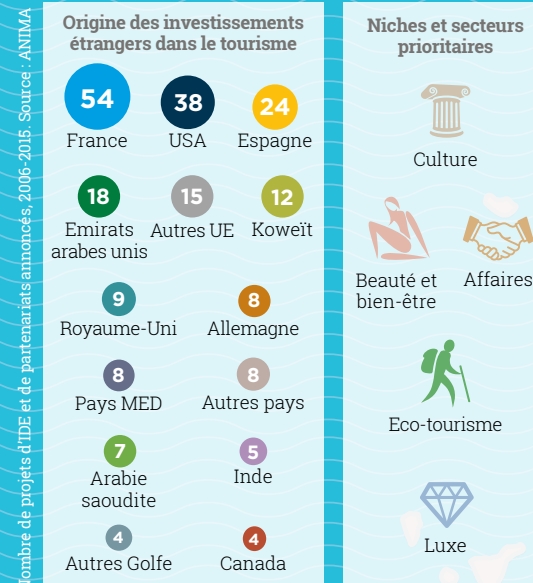 Origine des investissements
étrangers dans le tourisme
54
France
38
USA
24
Espagne
18
Emirats
arabes unis
15
Autres UE
12
Koweït
9
Royaume-Uni
8
Allemagne
8
Pays MED
8
Autres pays
7
Arabie
saoudite
5
Inde
4
Autres Golfe
4
Canada
Niches et secteurs
prioritaires
Culture
Beauté et
bien-être
Affaires
Eco-tourisme
Luxe
de projets d'IDE et de partenariats annoncés, 2006-2015. Source : ANIMA